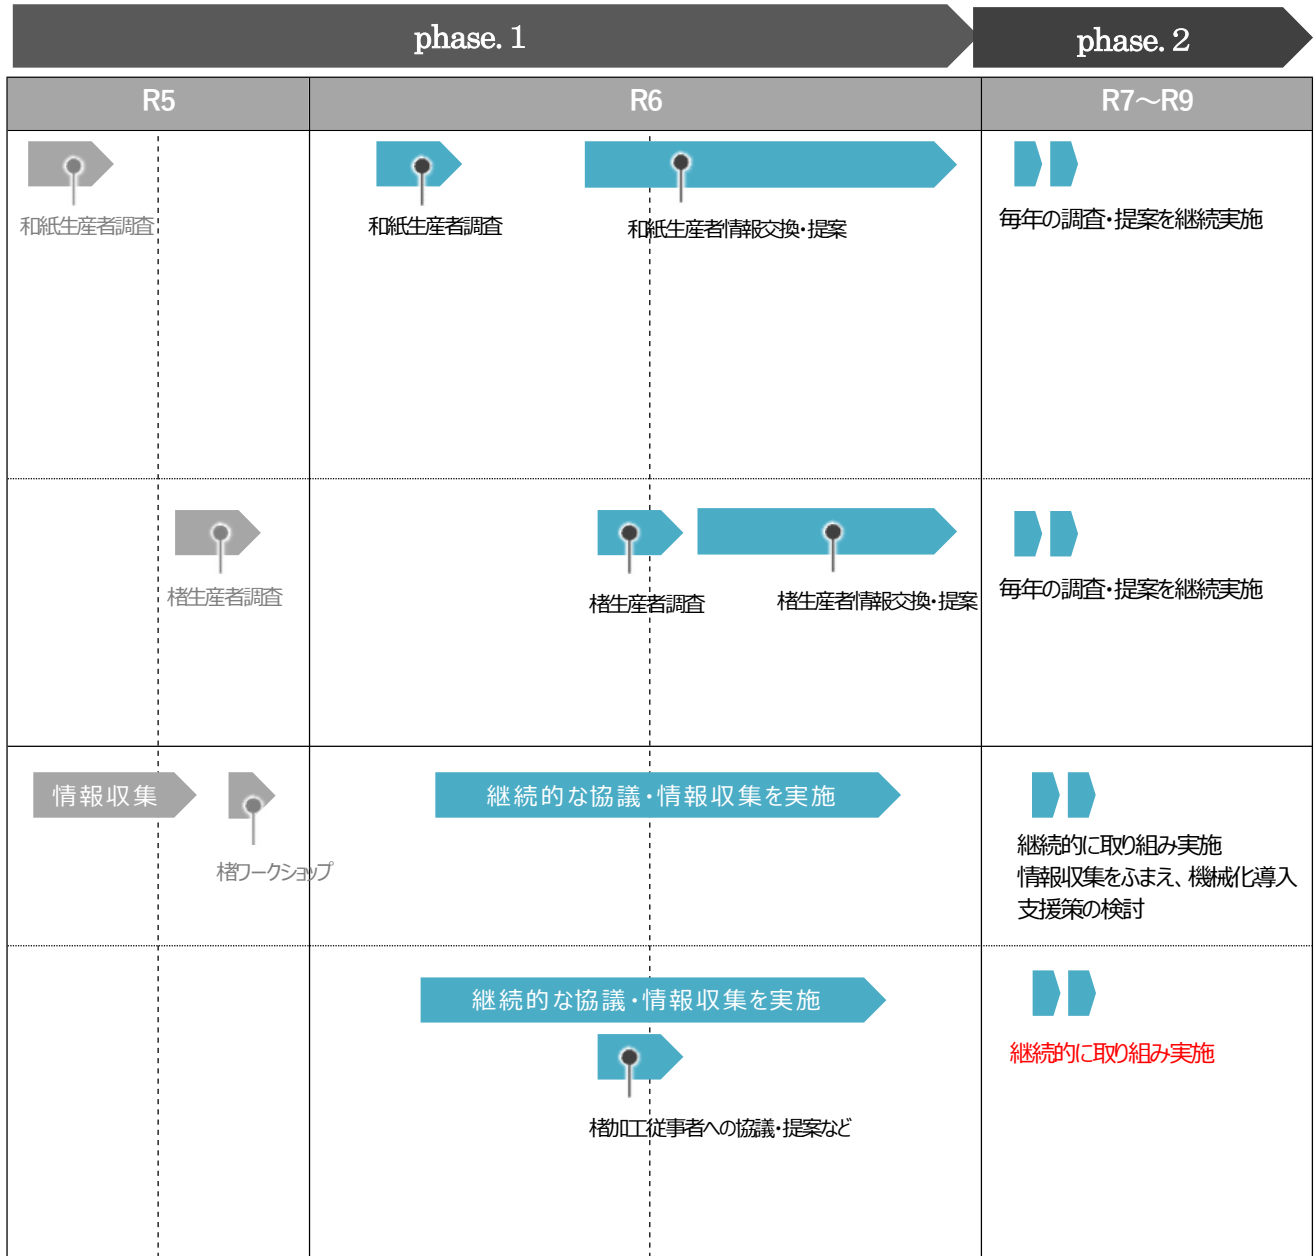 phase.1
phase.2
R5
R6
R7～R9
和紙生産者調査
和紙生産者調査
和紙生産者情報交換・提案
毎年の調査・提案を継続実施
楮生産者調査
楮生産者調査
楮生産者情報交換・提案
毎年の調査・提案を継続実施
情報収集
楮ワークショップ
継続的な協議・情報収集を実施
継続的に取り組み実施
情報収集をふまえ、機械化導入
支援策の検討
継続的な協議・情報収集を実施
楮加工従事者への協議・提案など
継続的に取り組み実施